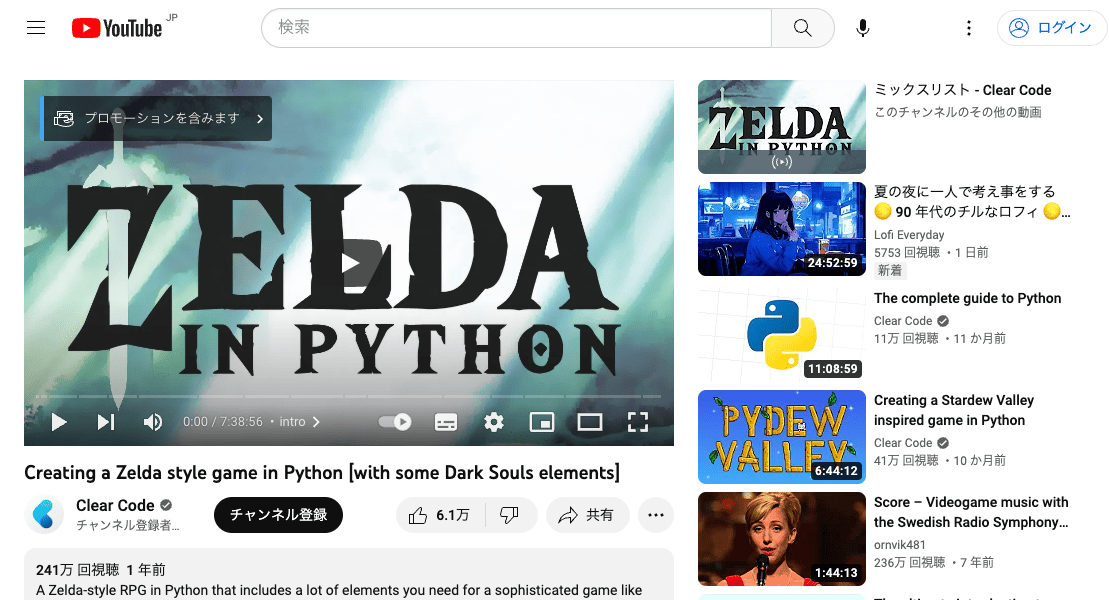 YouTube JP
検索
ログイン
プロモーションを含みます
ZELDA
IN PYTHON
0:00 / 7:38:56 • intro
Creating a Zelda style game in Python [with some Dark Souls elements]
Clear Code
チャンネル登録者...
チャンネル登録
6.1万
共有
241万 回視聴 1 年前
A Zelda-style RPG in Python that includes a lot of elements you need for a sophisticated game like
ZELDA
IN PYTHON
ミックスリスト - Clear Code
このチャンネルのその他の動画
24:52:59
夏の夜に一人で考え事をする
90 年代のチルなロフィ ...
Lofi Everyday
5753 回視聴 ・1 日前
新着
11:08:59
The complete guide to Python
Clear Code
11万 回視聴 ・11 か月前
PYDEW
VALLEY
6:44:12
Creating a Stardew Valley
inspired game in Python
Clear Code
41万 回視聴 ・10 か月前
1:44:13
Score – Videogame music with
the Swedish Radio Symphony...
ornvik481
236万 回視聴 ・7 年前